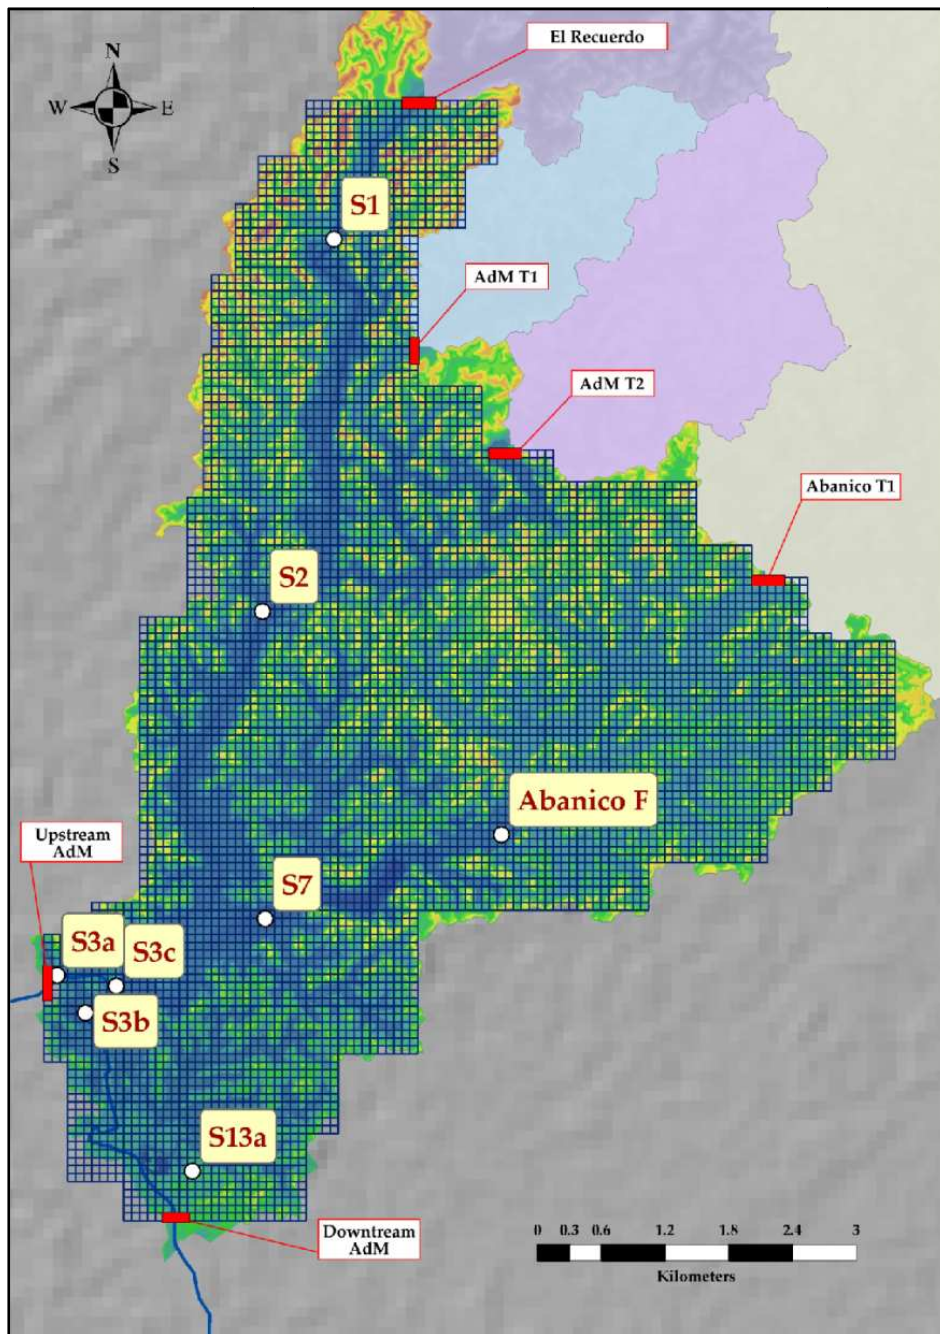 El Recuerdo
N
W
E
S
S1
AdM T1
AdM T2
Abanico T1
S2
Abanico F
Upstream
AdM
S7
S3a
S3c
S3b
S13a
Downtream
AdM
0 0.3 0.6 1.2 1.8 2.4 3
Kilometers